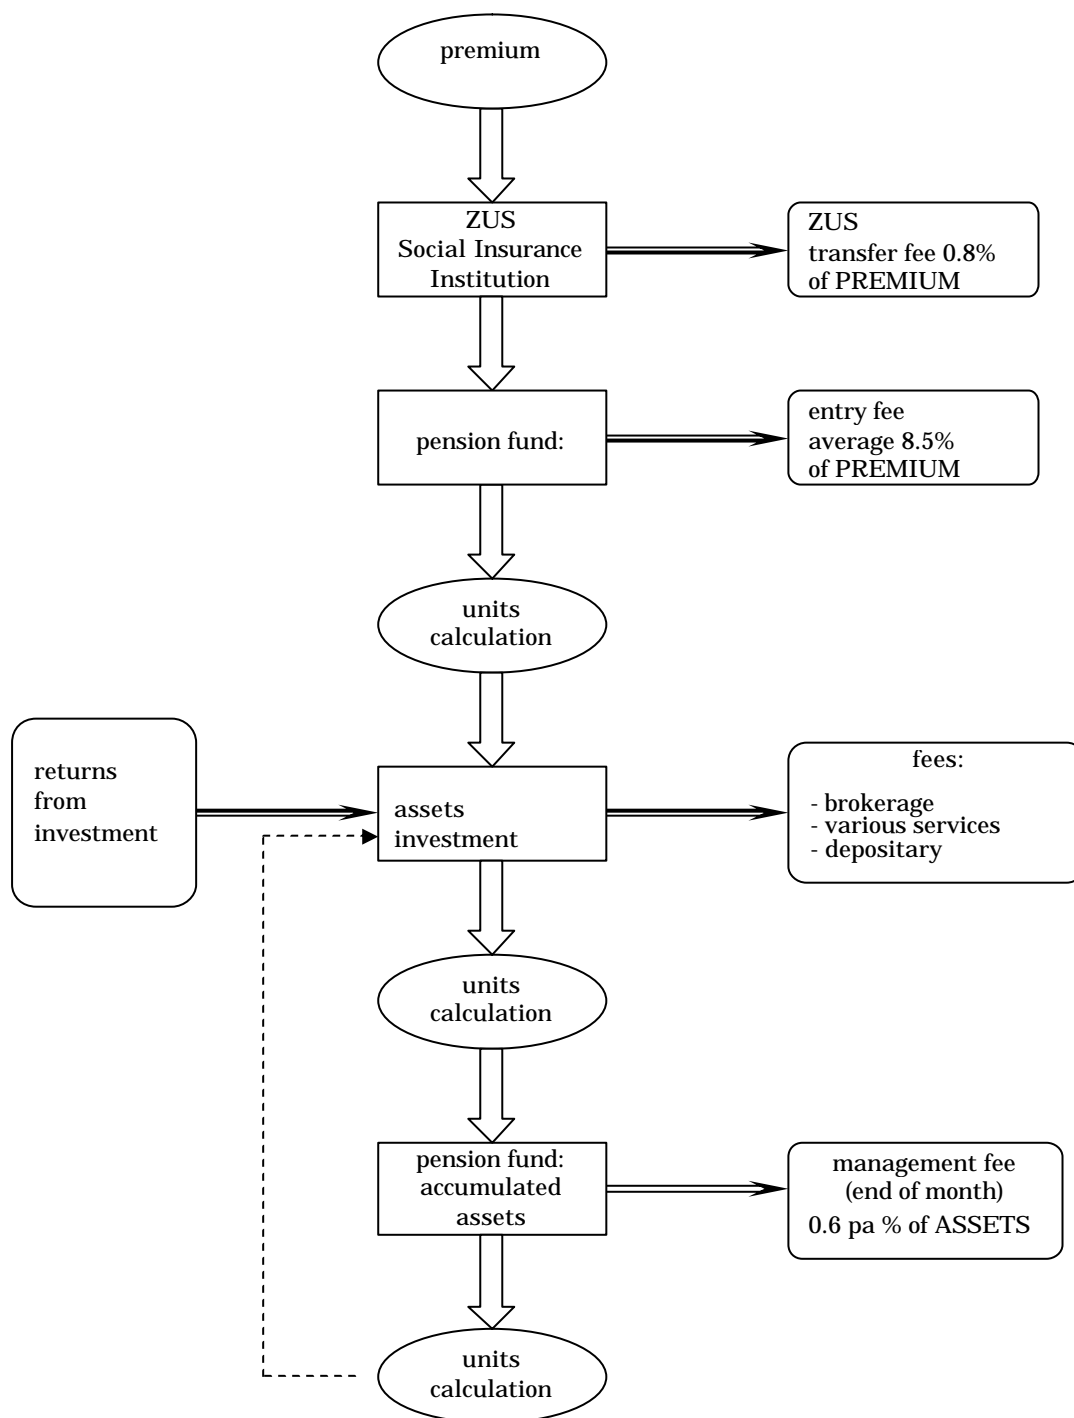 premium
ZUS
Social Insurance
Institution
ZUS
transfer fee 0.8%
of PREMIUM
pension fund:
entry fee
average 8.5%
of PREMIUM
units
calculation
returns
from
investment
assets
investment
fees:
- brokerage
- various services
- depositary
units
calculation
pension fund:
accumulated
assets
management fee
(end of month)
0.6 pa % of ASSETS
units
calculation